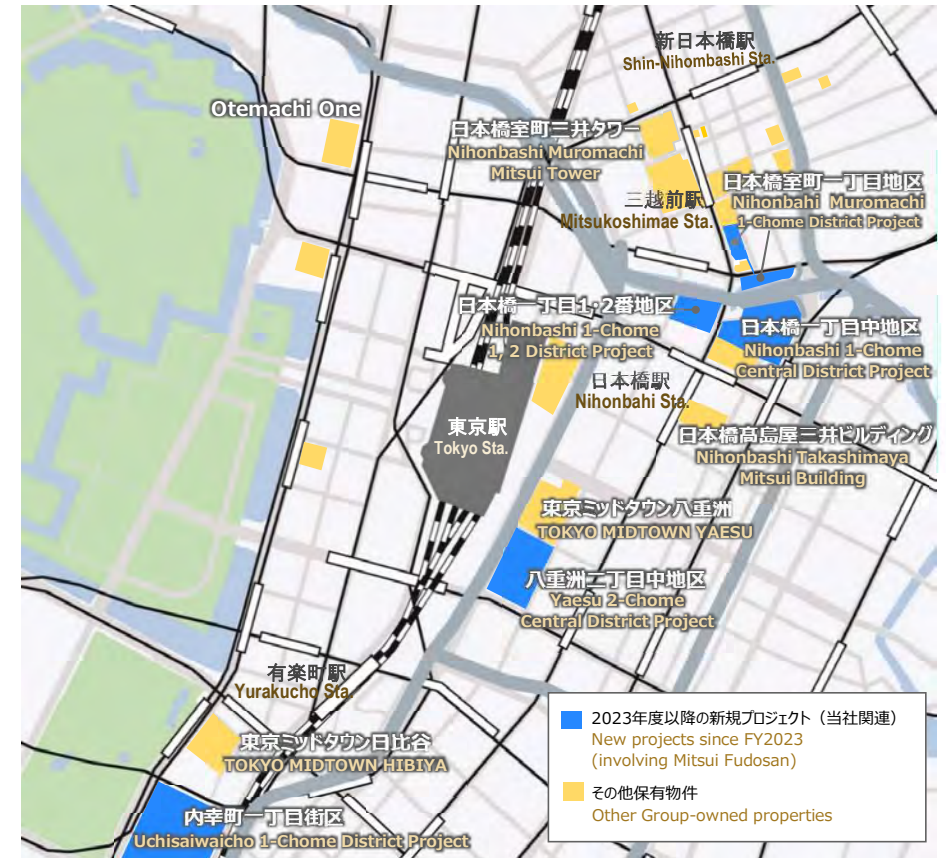 新日本橋駅
Shin-Nihombashi Sta.
Otemachi One
日本橋室町三井タワー
Nihonbashi Muromachi
Mitsui Tower
三越前駅
Mitsukoshimae Sta.
日本橋室町一丁目地区
Nihonbahi Muromachi
1-Chome District Project
日本橋一丁目1・2番地区
Nihonbashi 1-Chome
1, 2 District Project
日本橋一丁目中地区
Nihonbashi 1-Chome
Central District Project
日本橋駅
Nihonbahi Sta.
東京駅
Tokyo Sta.
日本橋髙島屋三井ビルディング
Nihonbashi Takashimaya
Mitsui Building
東京ミッドタウン八重洲
TOKYO MIDTOWN YAESU
八重洲二丁目中地区
Yaesu 2-Chome
Central District Project
有楽町駅
Yurakucho Sta.
東京ミッドタウン日比谷
TOKYO MIDTOWN HIBIYA
内幸町一丁目街区
Uchisaiwaicho 1-Chome District Project
2023年度以降の新規プロジェクト（当社関連）
New projects since FY2023
(involving Mitsui Fudosan)
その他保有物件
Other Group-owned properties